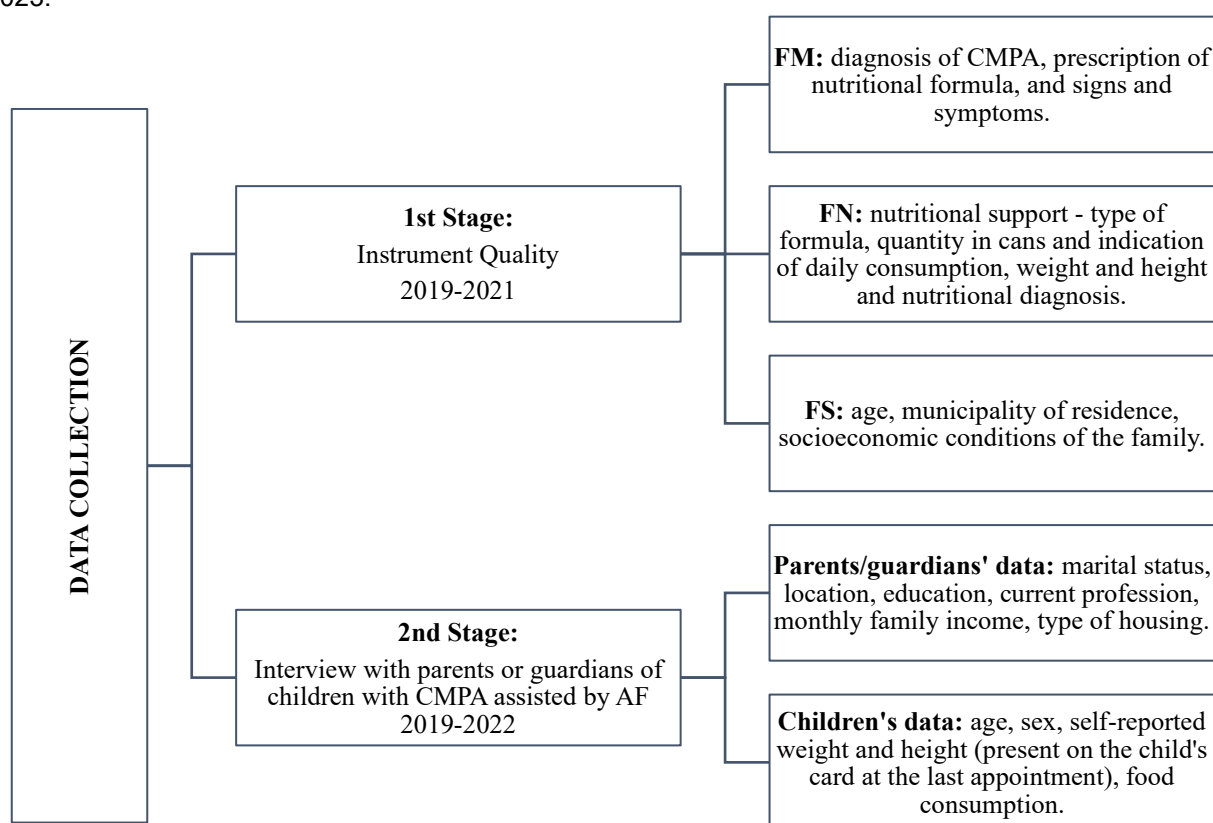 DATA COLLECTION
1st Stage:
Instrument Quality
2019-2021
FM: diagnosis of CMPA, prescription of
nutritional formula, and signs and
symptoms.
FN: nutritional support - type of
formula, quantity in cans and indication
of daily consumption, weight and height
and nutritional diagnosis.
FS: age, municipality of residence,
socioeconomic conditions of the family.
2nd Stage:
Interview with parents or guardians of
children with CMPA assisted by AF
2019-2022
Parents/guardians' data: marital status,
location, education, current profession,
monthly family income, type of housing.
Children's data: age, sex, self-reported
weight and height (present on the child's
card at the last appointment), food
consumption.